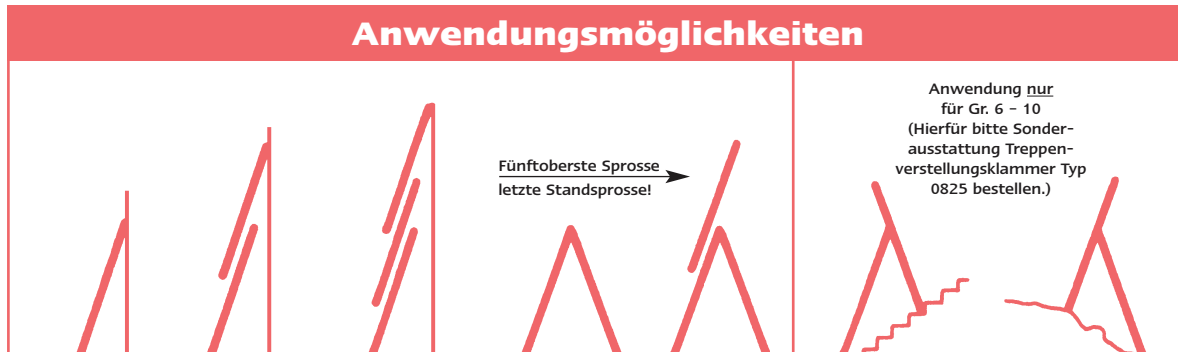 Anwendungsmöglichkeiten
Fünftoberste Sprosse
letzte Standsprosse!
Anwendung nur
für Gr. 6 – 10
(Hierfür bitte Sonder-
ausstattung Treppen-
verstellungsklammer Typ
0825 bestellen.)